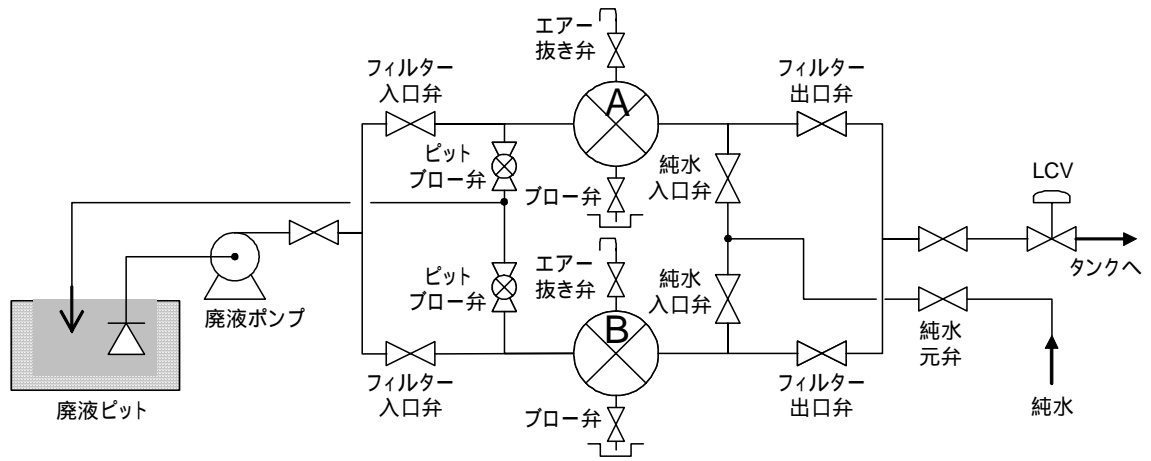 エアー
抜き弁
フィルター
入口弁
A
フィルター
出口弁
ピット
ブロー弁
純水
入口弁
LCV
ブロー弁
エアー
抜き弁
ピット
ブロー弁
純水
入口弁
タンクへ
廃液ポンプ
B
純水
元弁
廃液ピット
フィルター
入口弁
フィルター
出口弁
純水
ブロー弁